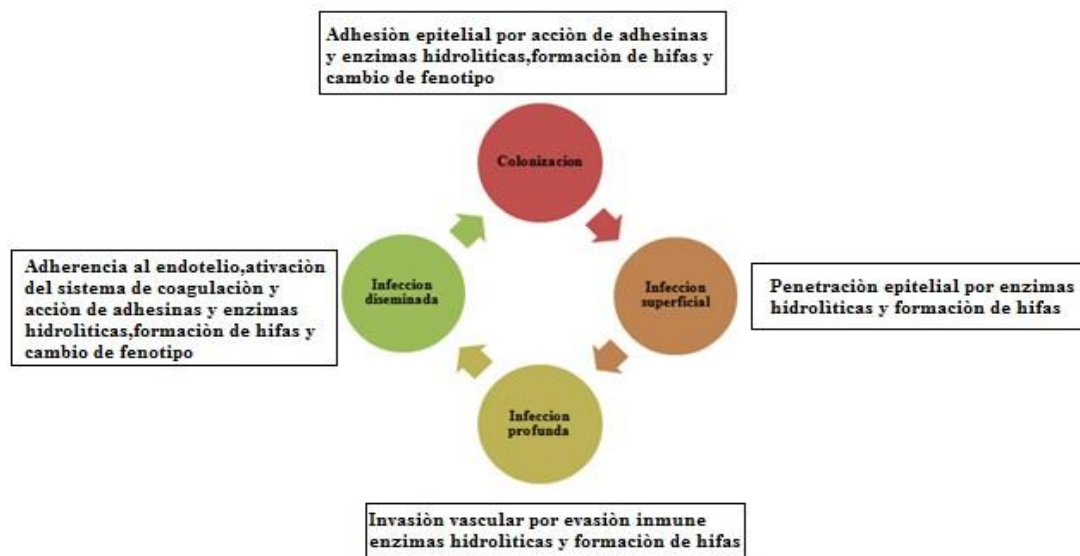 Adhesiòn epitelial por acciòn de adhesinas
y enzimas hidrolìticas,formaciòn de hifas y
cambio de fenotipo
Colonizacion
Adherencia al endotelio,ativaciòn
del sistema de coagulaciòn y
acciòn de adhesinas y enzimas
hidrolìticas,formaciòn de hifas y
cambio de fenotipo
Infeccion
diseminada
Infeccion
superficial
Penetraciòn epitelial por enzimas
hidrolìticas y formaciòn de hifas
Infeccion
profunda
Invasiòn vascular por evasiòn inmune
enzimas hidrolìticas y formaciòn de hifas